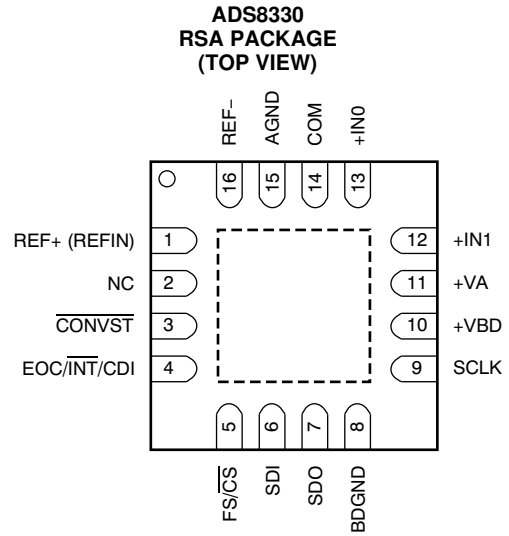 ADS8330
RSA PACKAGE
(TOP VIEW)
REF–
AGND
COM
+IN0
16
15
14
13
REF+ (REFIN)
1
12
+IN1
NC
2
11
+VA
CONVST
3
10
+VBD
EOC/INT/CDI
4
9
SCLK
5
6
7
8
FS/CS
SDI
SDO
BDGND